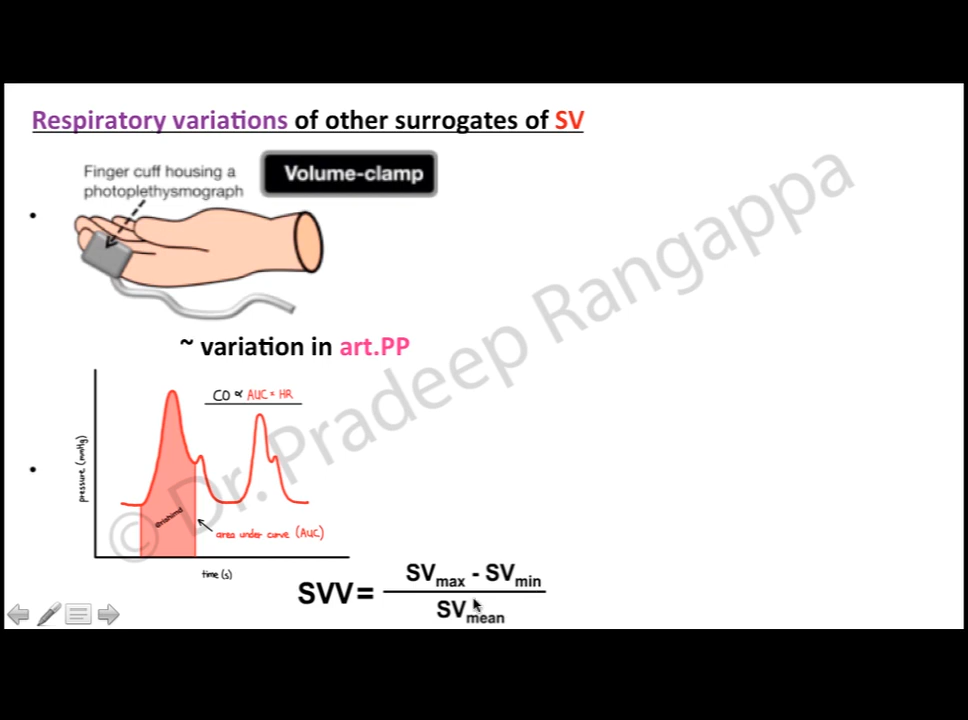 Respiratory variations of other surrogates of SV
Finger cuff housing a
photoplethysmograph
Volume-clamp
~ variation in art.PP
CO ∝ AUC × HR
pressure (mmHg)
area under curve (AUC)
time (s)
SVV = SVmax - SVmin
SVmean
© Dr. Pradeep Rangappa